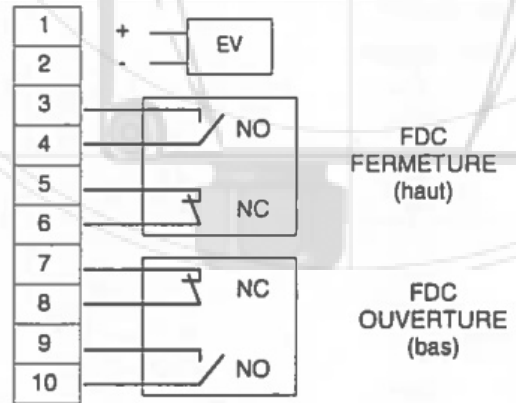 1
+
EV
2
-
3
NO
4
FDC
FERMETURE
(haut)
5
NC
6
7
NC
8
FDC
OUVERTURE
(bas)
9
NO
10